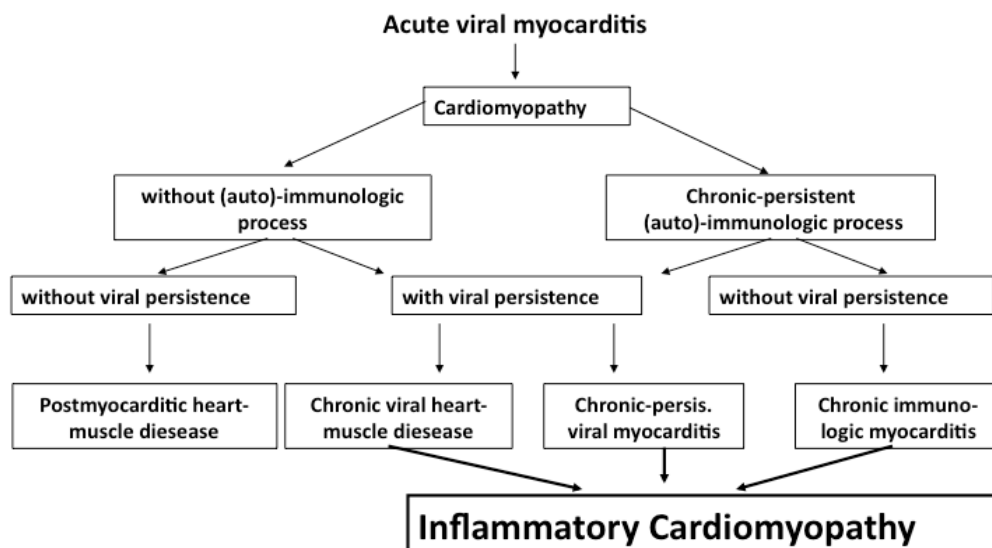 Acute viral myocarditis
Cardiomyopathy
without (auto)-immunologic
process
Chronic-persistent
(auto)-immunologic process
without viral persistence
with viral persistence
without viral persistence
Postmyocarditic heart-
muscle diesease
Chronic viral heart-
muscle diesease
Chronic-persis.
viral myocarditis
Chronic immuno-
logic myocarditis
Inflammatory Cardiomyopathy